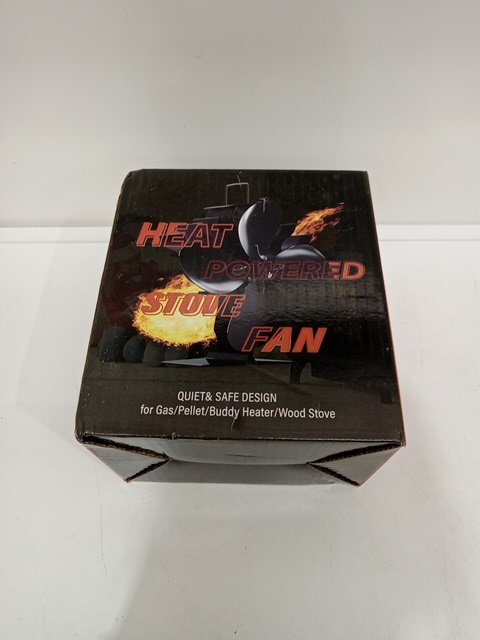 HEAT
POWERED
STOVE
FAN
QUIET& SAFE DESIGN
for Gas/Pellet/Buddy Heater/Wood Stove